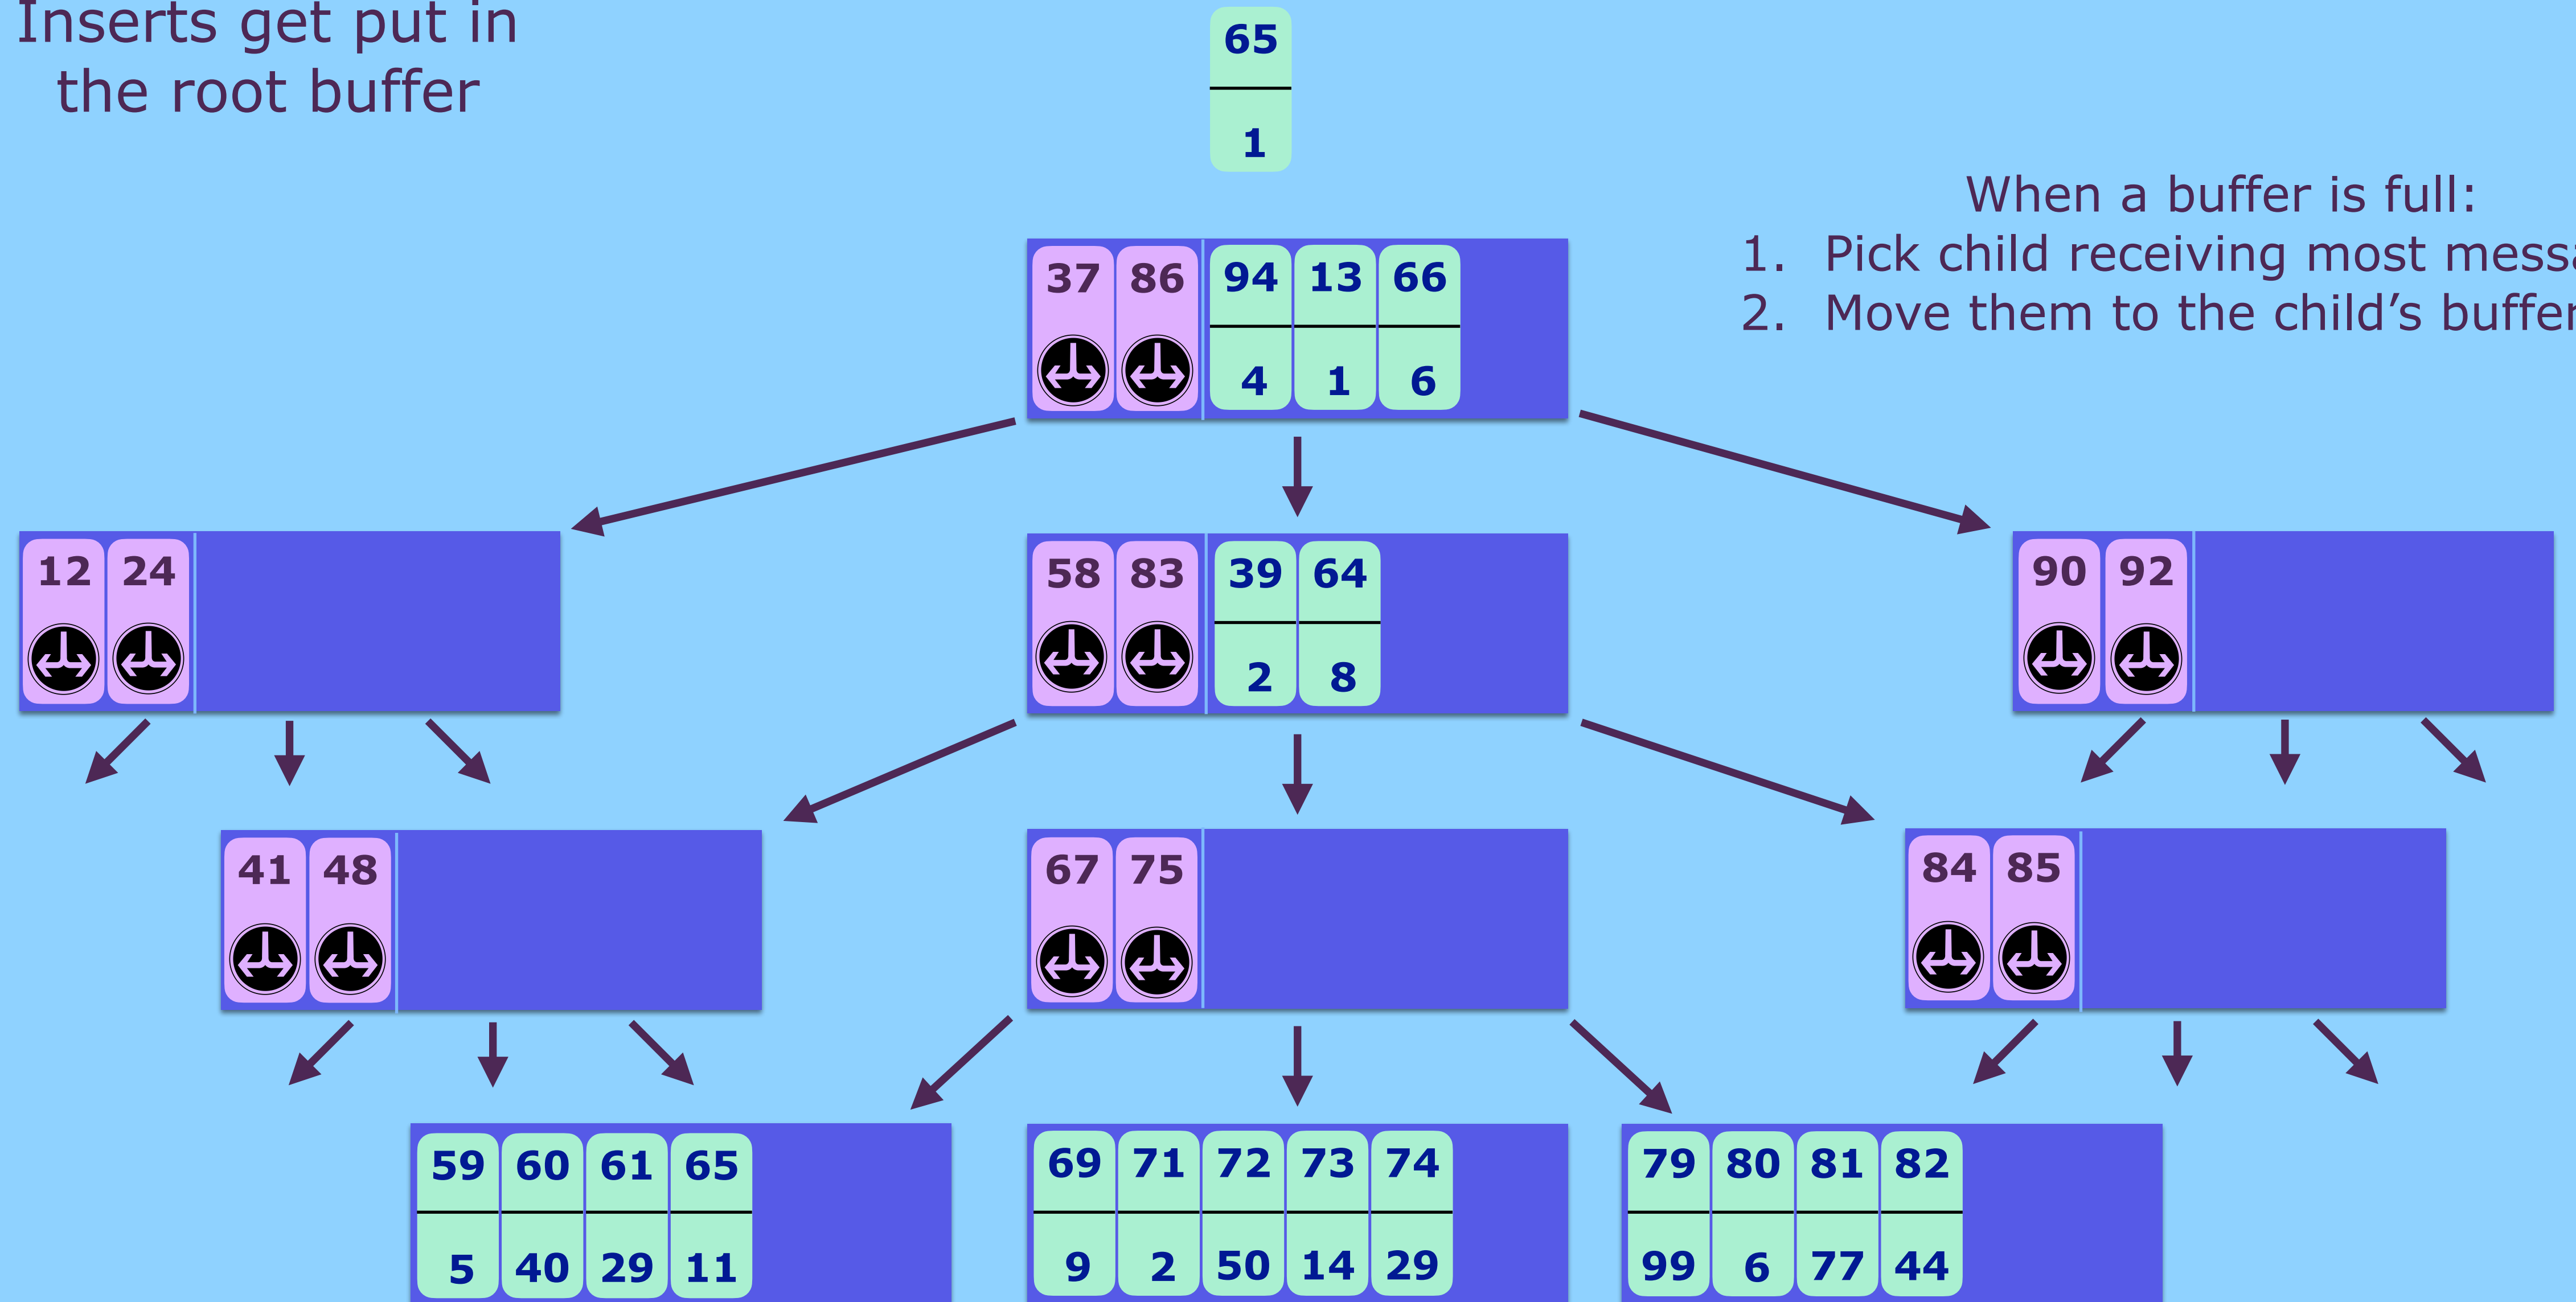 Inserts get put in
the root buffer
65
1
When a buffer is full:
1. Pick child receiving most
2. Move them to the child's
37 86 94 13 66
4 1 6
12 24
58 83 39 64
2 8
90 92
41 48
67 75
84 85
59 60 61 65
5 40 29 11
69 71 72 73 74
9 2 50 14 29
79 80 81 82
99 6 77 44